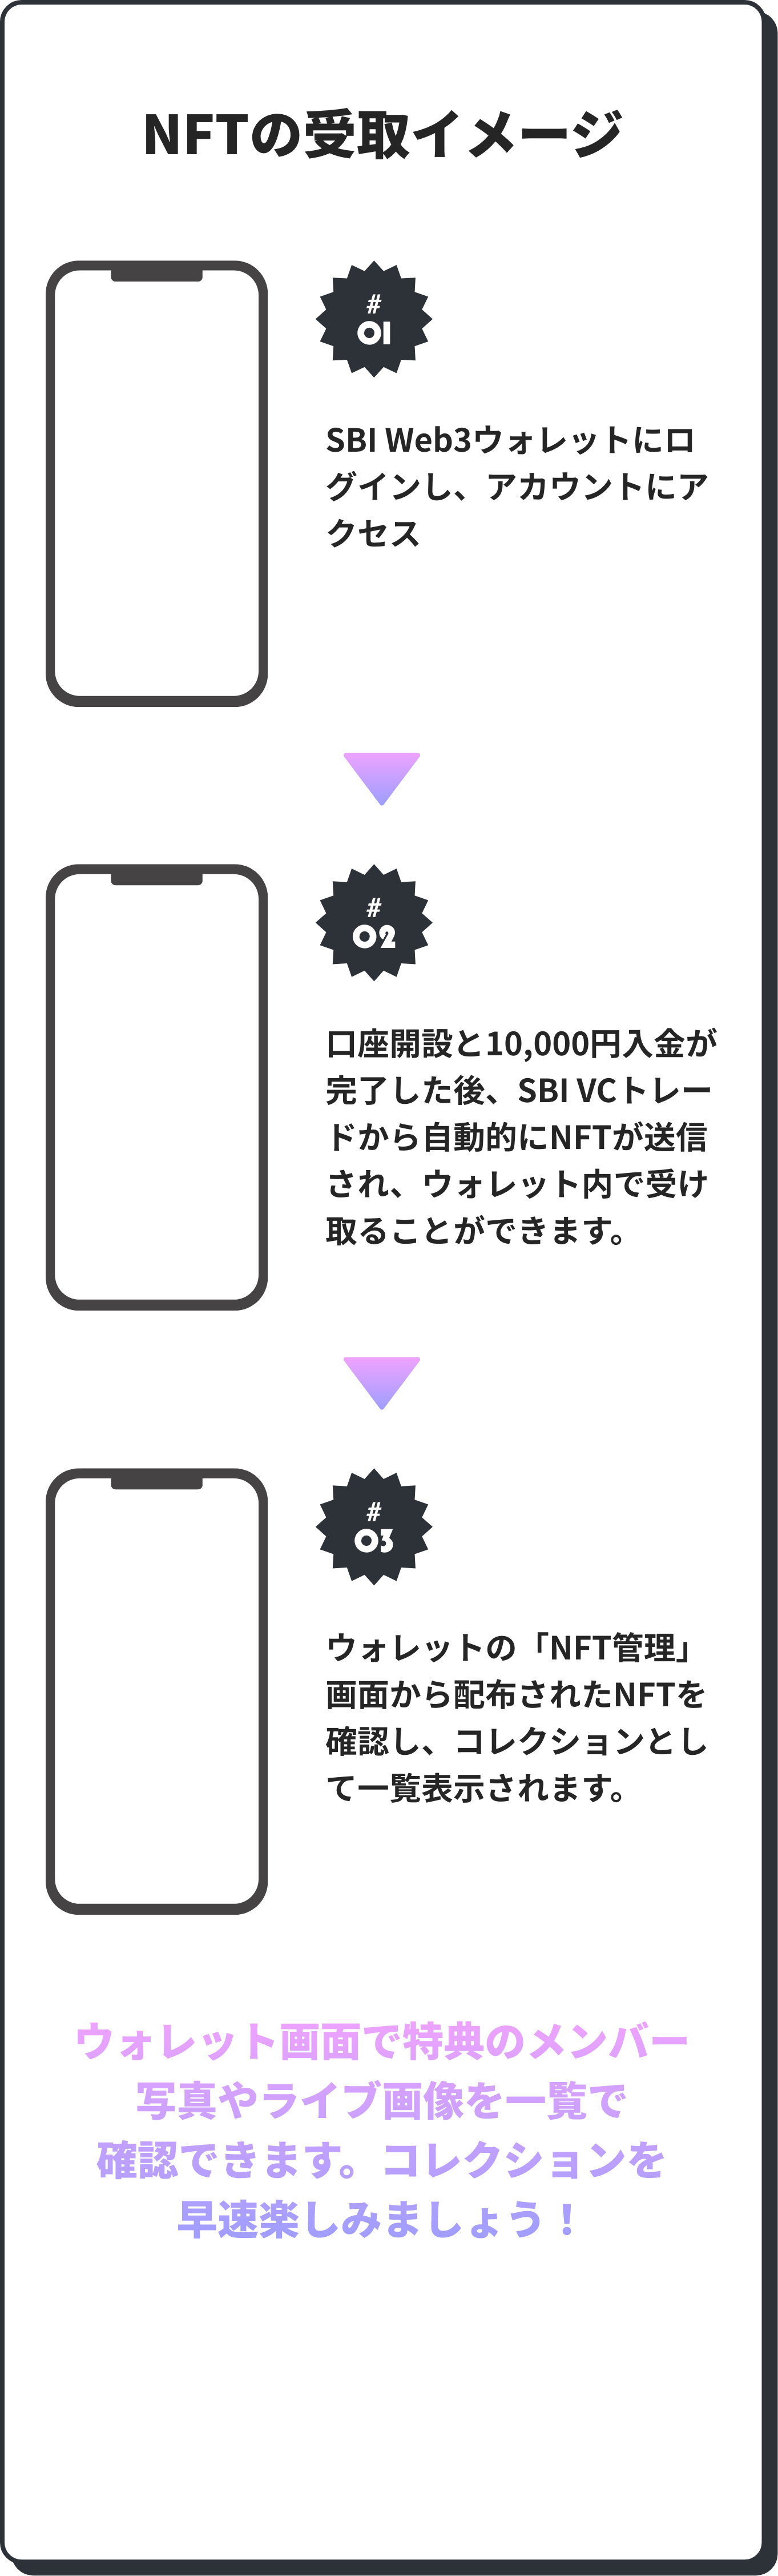 NFTの受取イメージ
#
01
SBI Web3ウォレットにロ
グインし、アカウントにア
クセス
#
02
口座開設と10,000円入金が
完了した後、SBI VCトレー
ドから自動的にNFTが送信
され、ウォレット内で受け
取ることができます。
#
03
ウォレットの「NFT管理」
画面から配布されたNFTを
確認し、コレクションとし
て一覧表示されます。
ウォレット画面で特典のメンバー
写真やライブ画像を一覧で
確認できます。コレクションを
早速楽しみましょう！